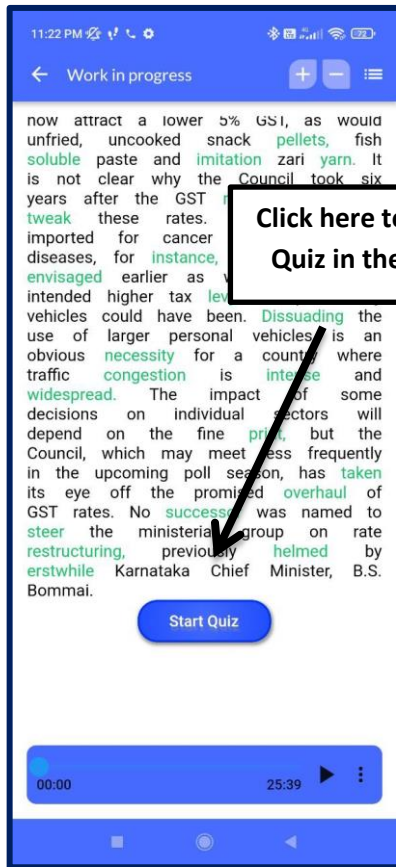 11:22 PM
72
Work in progress
now attract a lower 5% GST, as would
unfried, uncooked snack pellets, fish
soluble paste and imitation zari yarn. It
is not clear why the Council took six
years after the GST
tweak these rates.
imported for cancer
diseases, for instance,
envisaged earlier as
intended higher tax
vehicles could have been. Dissuading the
use of larger personal vehicles is an
obvious necessity for a country where
traffic congestion is intense and
widespread. The impact of some
decisions on individual sectors will
depend on the fine print, but the
Council, which may meet less frequently
in the upcoming poll season, has taken
its eye off the promised overhaul of
GST rates. No successor was named to
steer the ministerial group on rate
restructuring, previously helmed by
erstwhile Karnataka Chief Minister, B.S.
Bommai.
Click here to
Quiz in the
Start Quiz
00:00
25:39